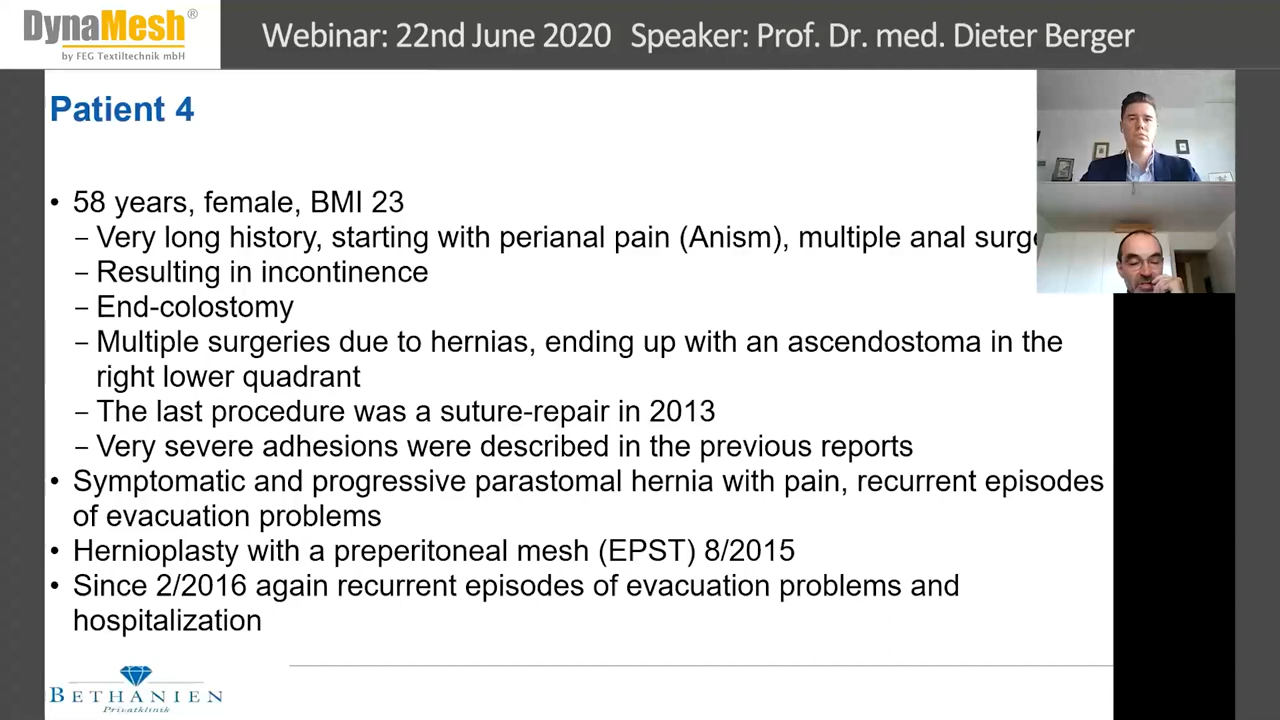 DynaMesh®
by FEG Textiltechnik mbH
Webinar: 22nd June 2020 Speaker: Prof. Dr. med. Dieter Berger
Patient 4
• 58 years, female, BMI 23
– Very long history, starting with perianal pain (Anism), multiple anal surge
– Resulting in incontinence
– End-colostomy
– Multiple surgeries due to hernias, ending up with an ascendostoma in the
right lower quadrant
– The last procedure was a suture-repair in 2013
– Very severe adhesions were described in the previous reports
• Symptomatic and progressive parastomal hernia with pain, recurrent episodes
of evacuation problems
• Hernioplasty with a preperitoneal mesh (EPST) 8/2015
• Since 2/2016 again recurrent episodes of evacuation problems and
hospitalization
BETHANIEN
Privatklinik